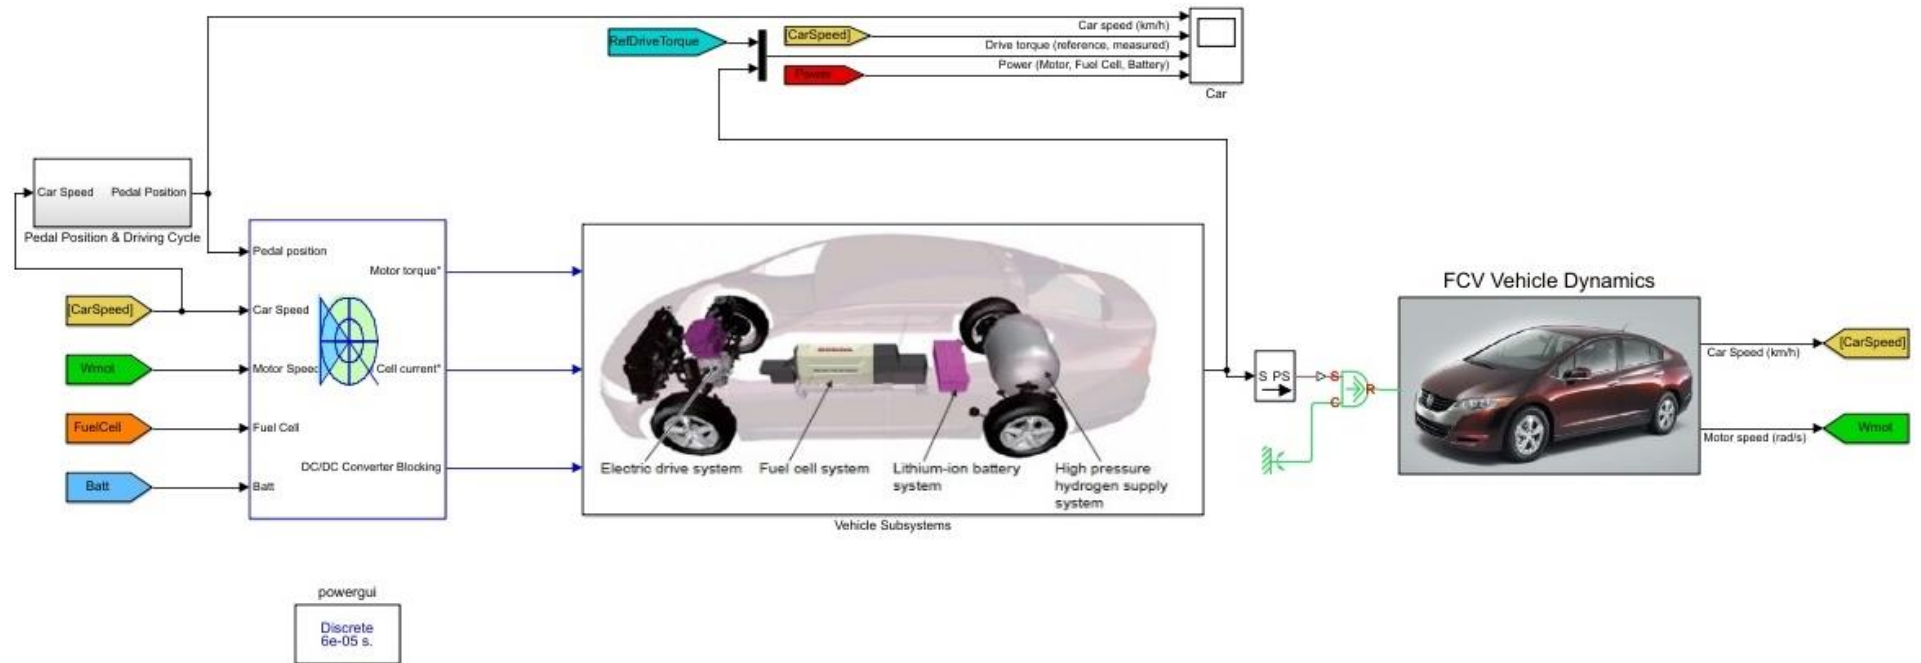 Car speed (km/h)
RefDriveTorque
[CarSpeed]
Drive torque (reference, measured)
Power (Motor, Fuel Cell, Battery)
Power
Car
Car Speed
Pedal Position
Pedal Position & Driving Cycle
Pedal position
Motor torque*
[CarSpeed]
Car Speed
Wmot
Motor Speed
Cell current*
FuelCell
Fuel Cell
DC/DC Converter Blocking
Batt
Batt
HONDA
Electric drive system
Fuel cell system
Lithium-ion battery
system
High pressure
hydrogen supply
system
Vehicle Subsystems
S PS
S
C
R
FCV Vehicle Dynamics
Car Speed (km/h)
[CarSpeed]
Motor speed (rad/s)
Wmot
powergui
Discrete
6e-05 s.